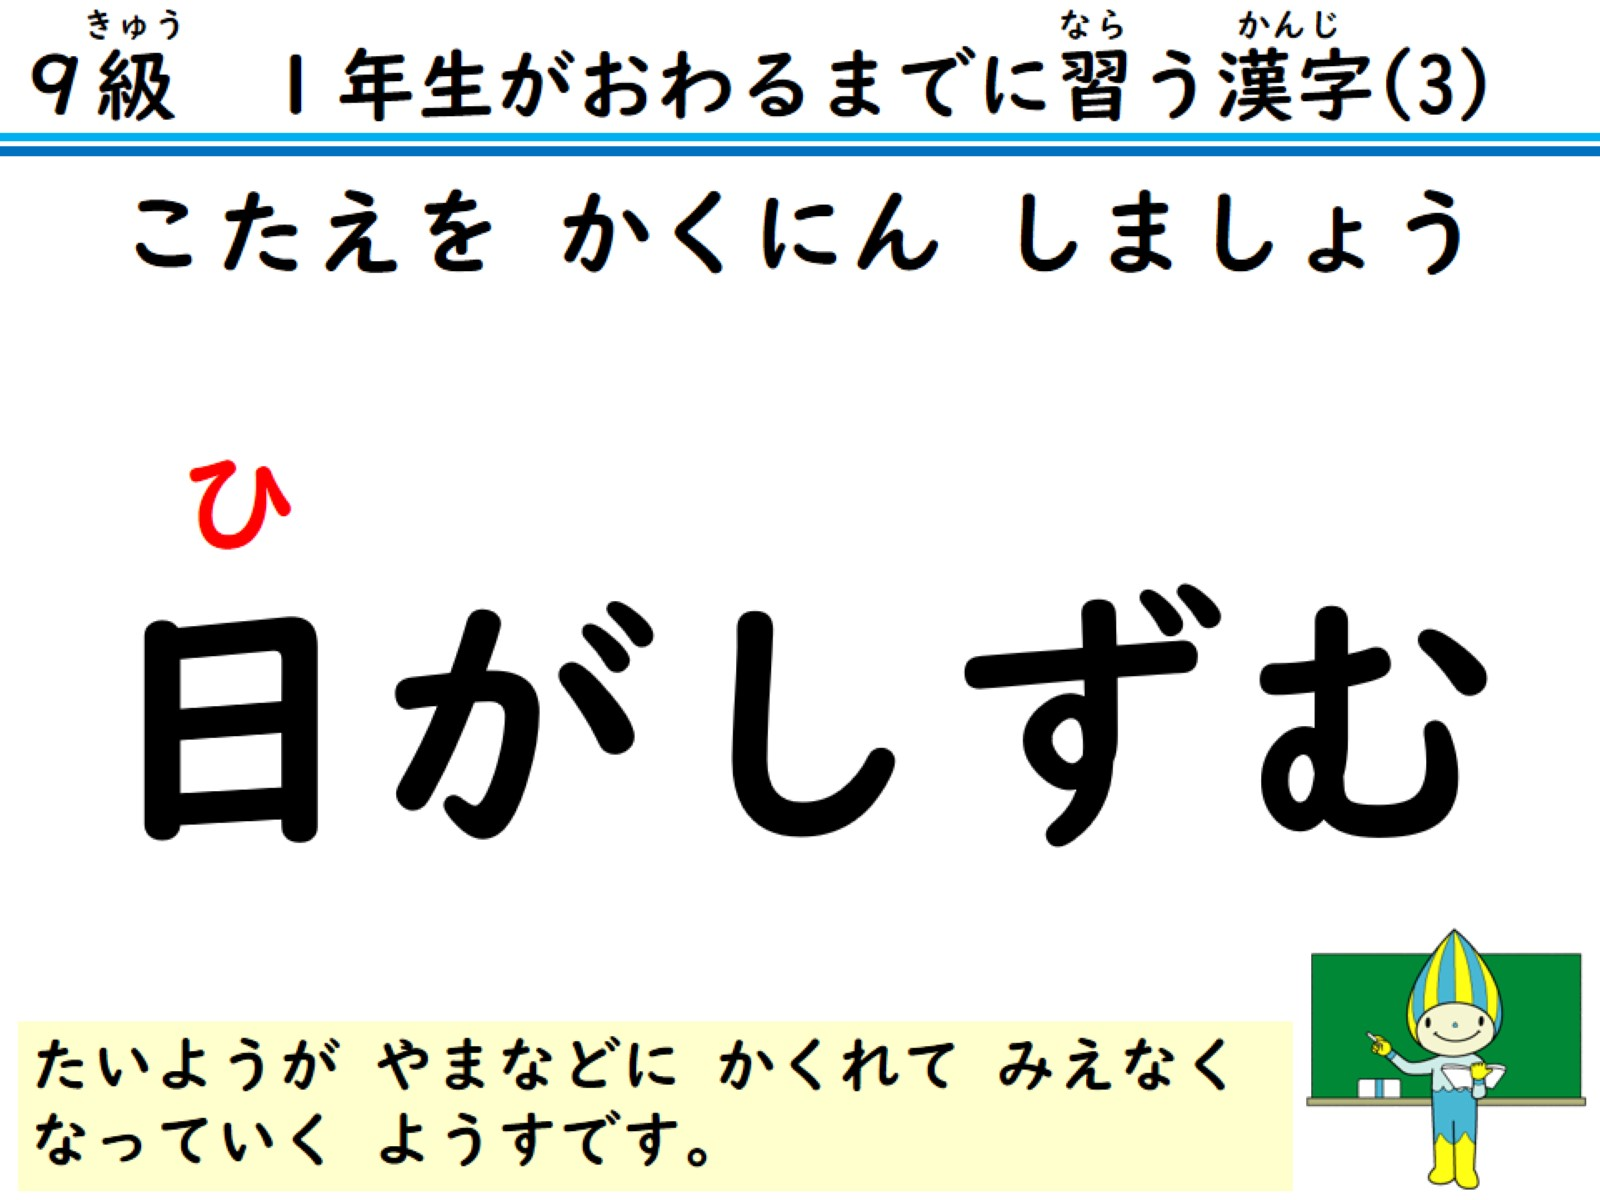 きゅう なら かんじ
9級 1年生がおわるまでに習う漢字(3)
こたえを かくにん しましょう
ひ
日がしずむ
たいようが やまなどに かくれて みえなく
なっていく ようすです。